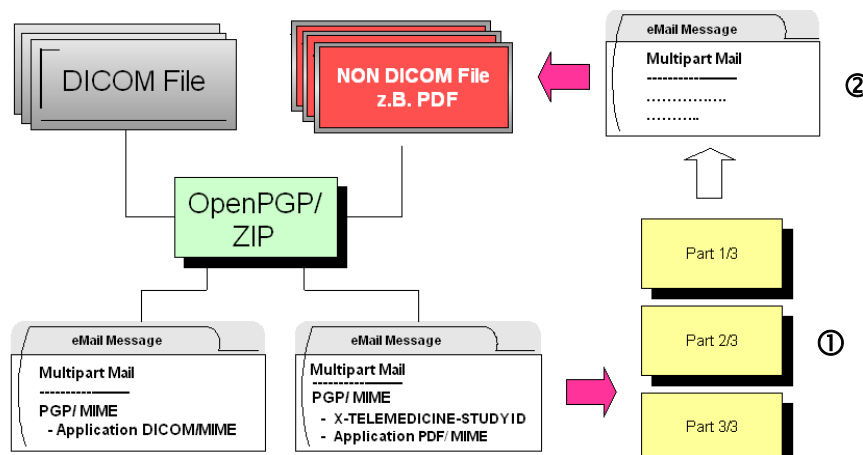 DICOM File
NON DICOM File
z.B. PDF
eMail Message
Multipart Mail
------------------
...............
..........
②
OpenPGP/
ZIP
Part 1/3
Part 2/3
①
Part 3/3
eMail Message
Multipart Mail
------------------
PGP/ MIME
- Application DICOM/MIME
eMail Message
Multipart Mail
------------------
PGP/ MIME
- X-TELEMEDICINE-STUDYID
- Application PDF/ MIME